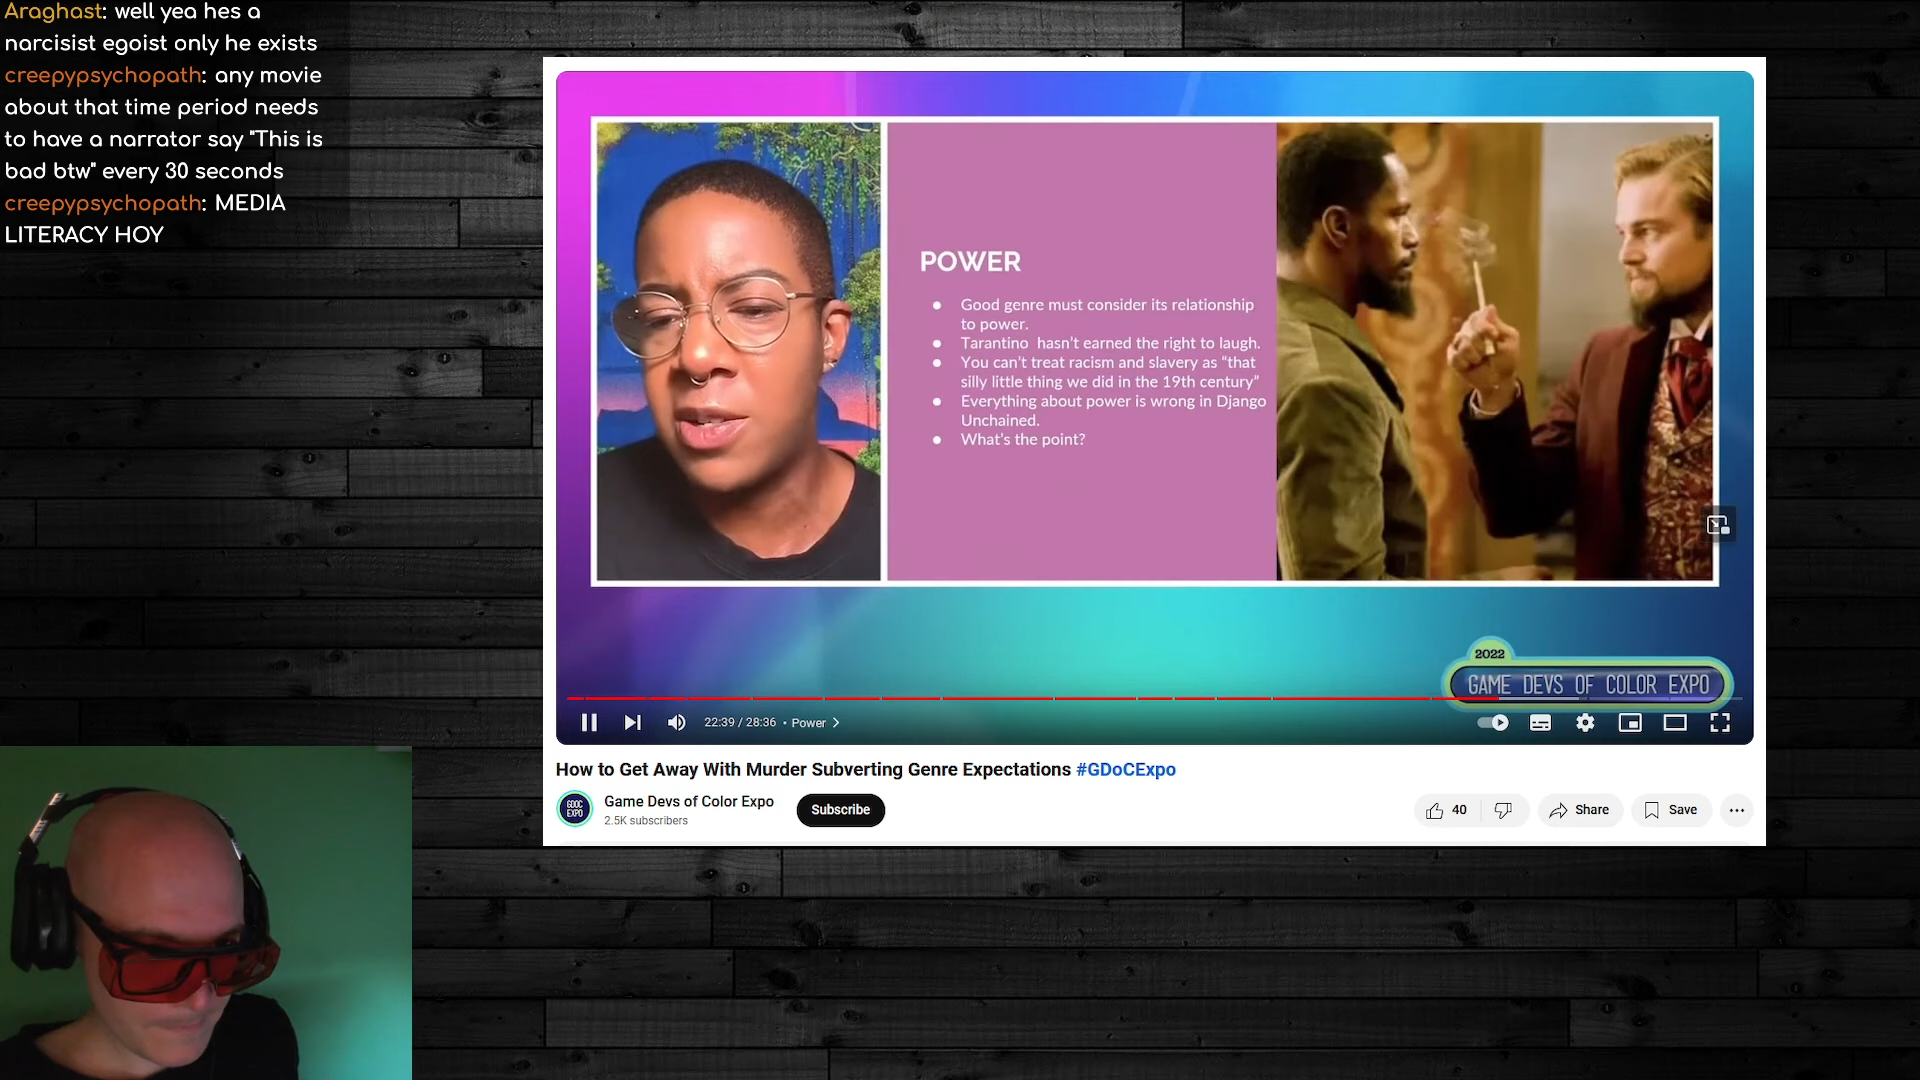 Araghast: well yea hes a
narcisist egoist only he exists
creepypsychopath: any movie
about that time period needs
to have a narrator say "This is
bad btw" every 30 seconds
creepypsychopath: MEDIA
LITERACY HOY
POWER
● Good genre must consider its relationship
to power.
● Tarantino hasn't earned the right to laugh.
● You can't treat racism and slavery as "that
silly little thing we did in the 19th century"
● Everything about power is wrong in Django
Unchained.
● What's the point?
2022
GAME DEVS OF COLOR EXPO
22:39 / 28:36 • Power
How to Get Away With Murder Subverting Genre Expectations #GDoCExpo
GDOC
EXPO
Game Devs of Color Expo
2.5K subscribers
Subscribe
40
Share
Save